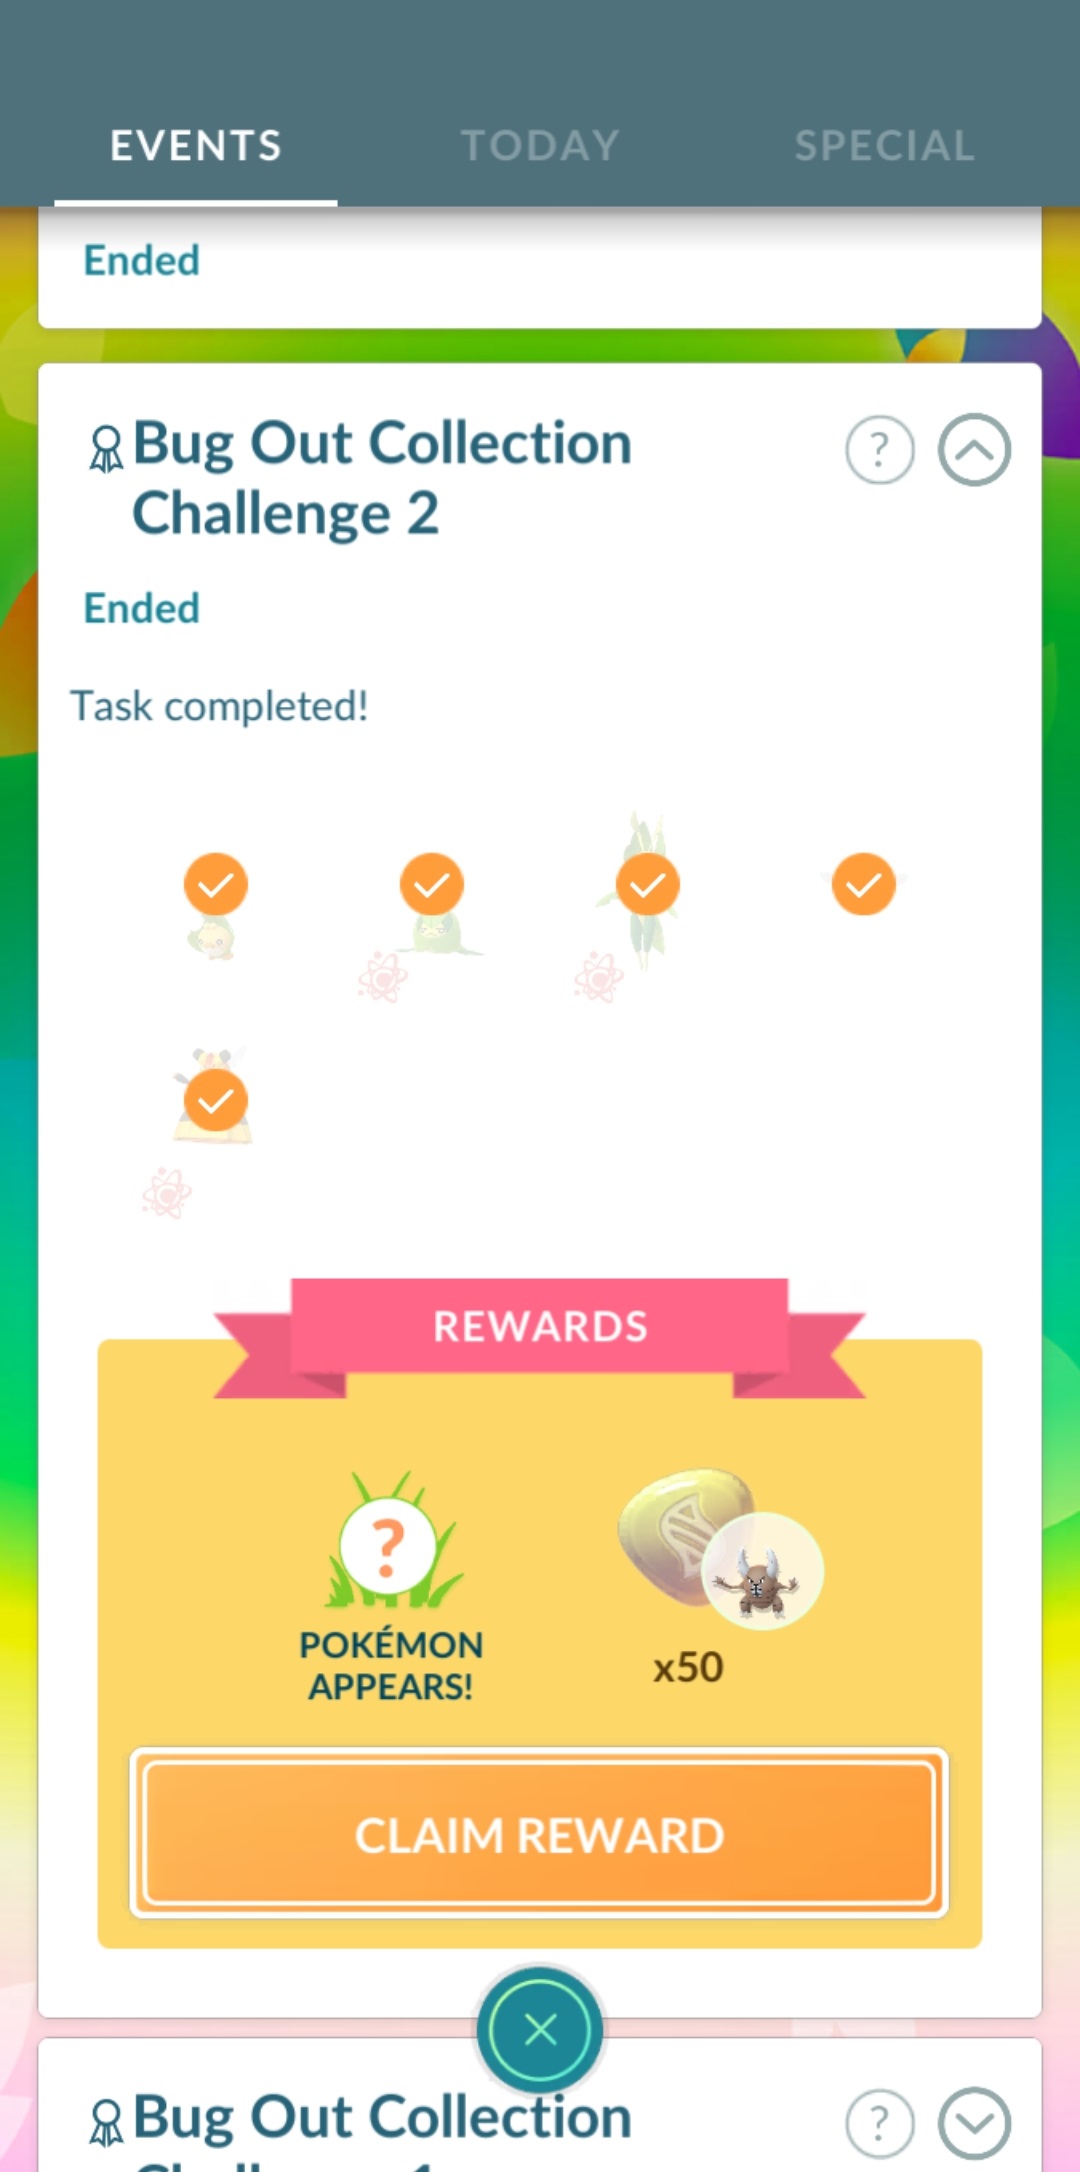 EVENTS TODAY SPECIAL
Ended
Bug Out Collection
Challenge 2
?
Ended
Task completed!
REWARDS
?
POKÉMON
APPEARS!
x50
CLAIM REWARD
Bug Out Collection
?